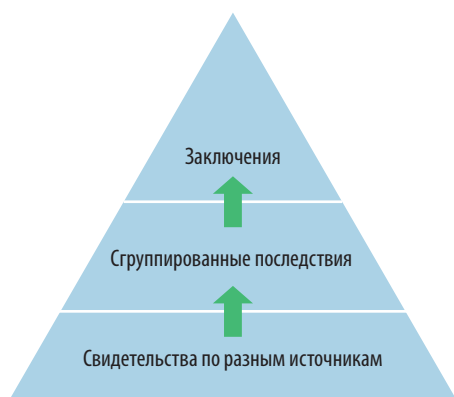 Заключения
Сгруппированные последствия
Свидетельства по разным источникам